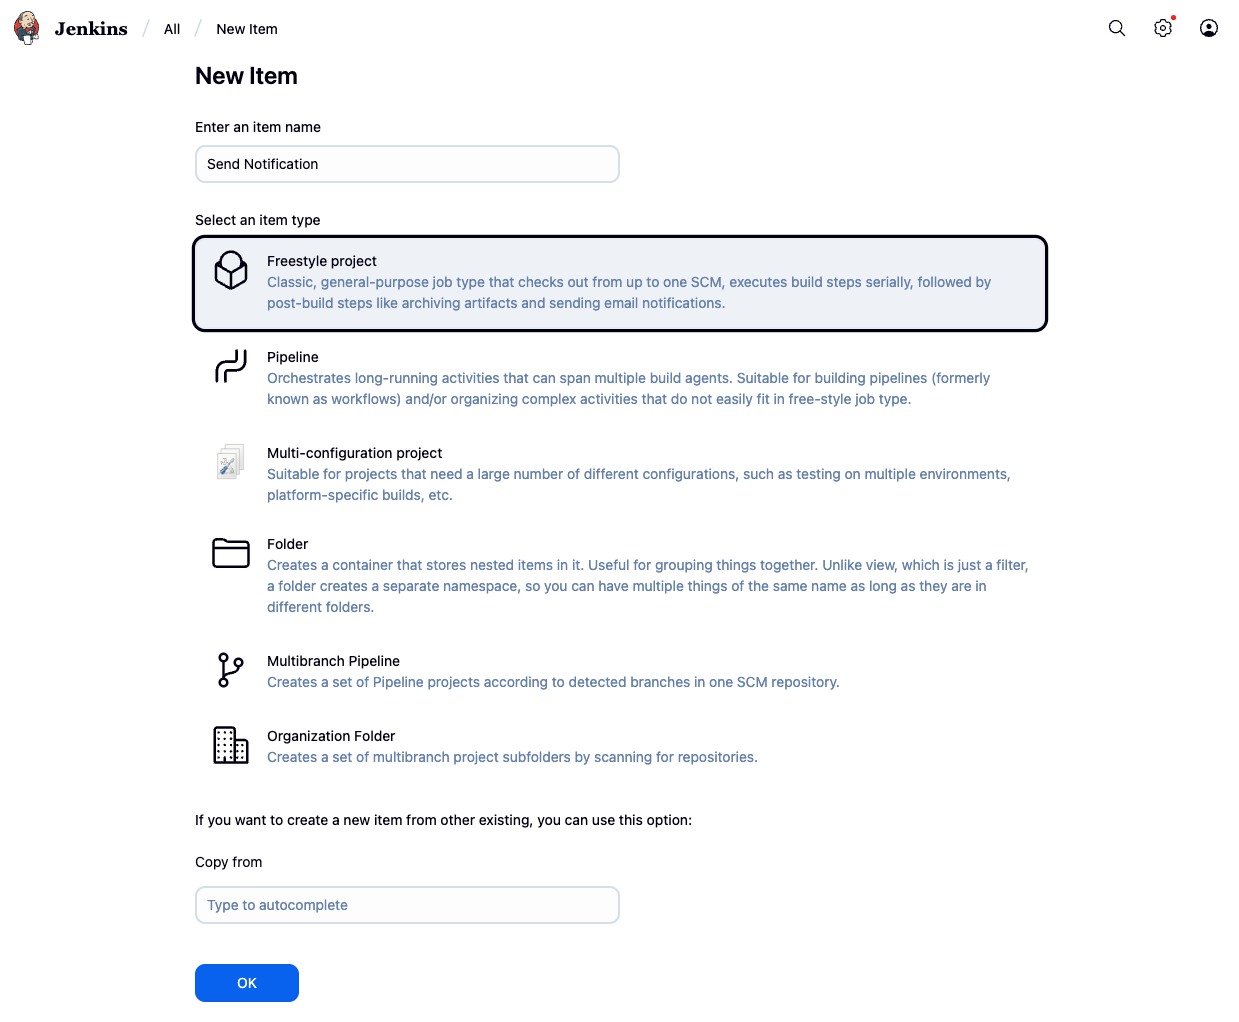 Jenkins / All / New Item
New Item
Enter an item name
Send Notification
Select an item type
Freestyle project
Classic, general-purpose job type that checks out from up to one SCM, executes build steps serially, followed by
post-build steps like archiving artifacts and sending email notifications.
Pipeline
Orchestrates long-running activities that can span multiple build agents. Suitable for building pipelines (formerly
known as workflows) and/or organizing complex activities that do not easily fit in free-style job type.
Multi-configuration project
Suitable for projects that need a large number of different configurations, such as testing on multiple environments,
platform-specific builds, etc.
Folder
Creates a container that stores nested items in it. Useful for grouping things together. Unlike view, which is just a filter,
a folder creates a separate namespace, so you can have multiple things of the same name as long as they are in
different folders.
Multibranch Pipeline
Creates a set of Pipeline projects according to detected branches in one SCM repository.
Organization Folder
Creates a set of multibranch project subfolders by scanning for repositories.
If you want to create a new item from other existing, you can use this option:
Copy from
Type to autocomplete
OK